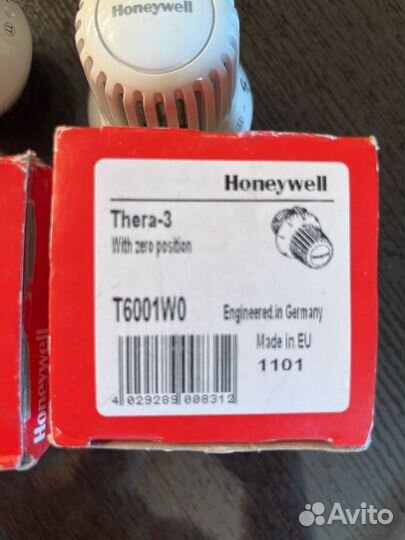 Honeywell
Honeywell
Thera-3
With zero position
Honeywell
T6001W0
Engineered in Germany
Made in EU
1101
4 029289 008312
Honeywell
Avito